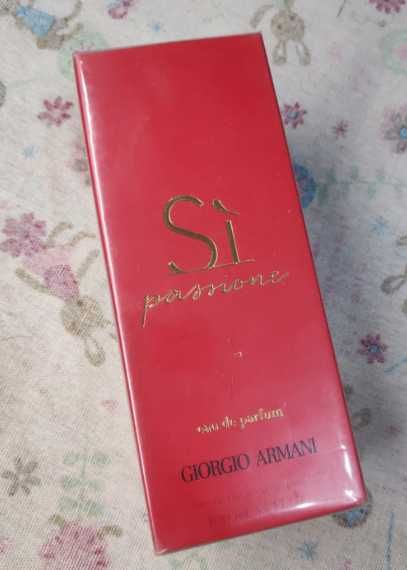 Sì
passione
eau de parfum
GIORGIO ARMANI